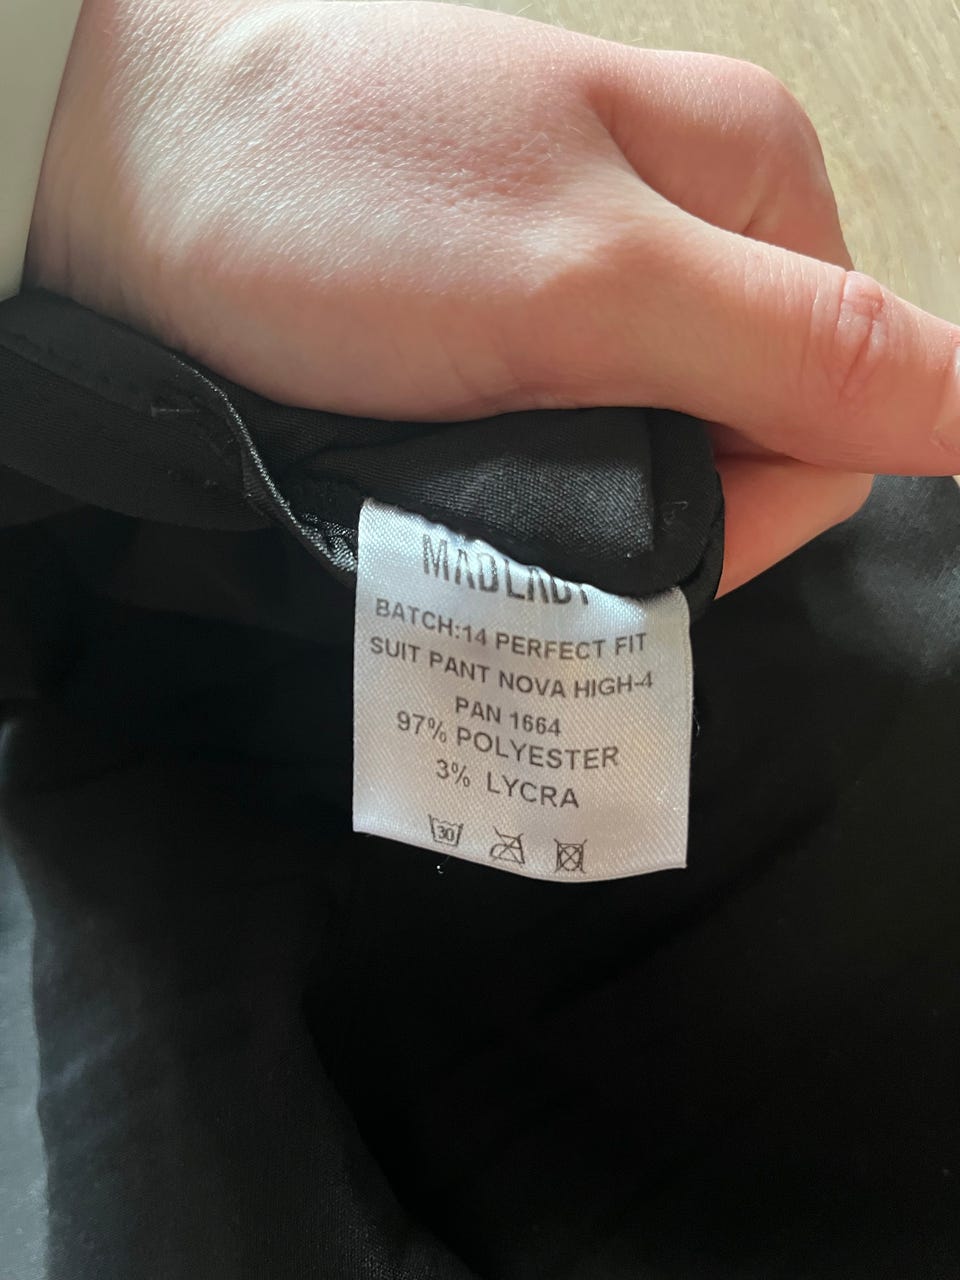 MADLADY
BATCH:14 PERFECT FIT
SUIT PANT NOVA HIGH-4
PAN 1664
97% POLYESTER
3% LYCRA
30